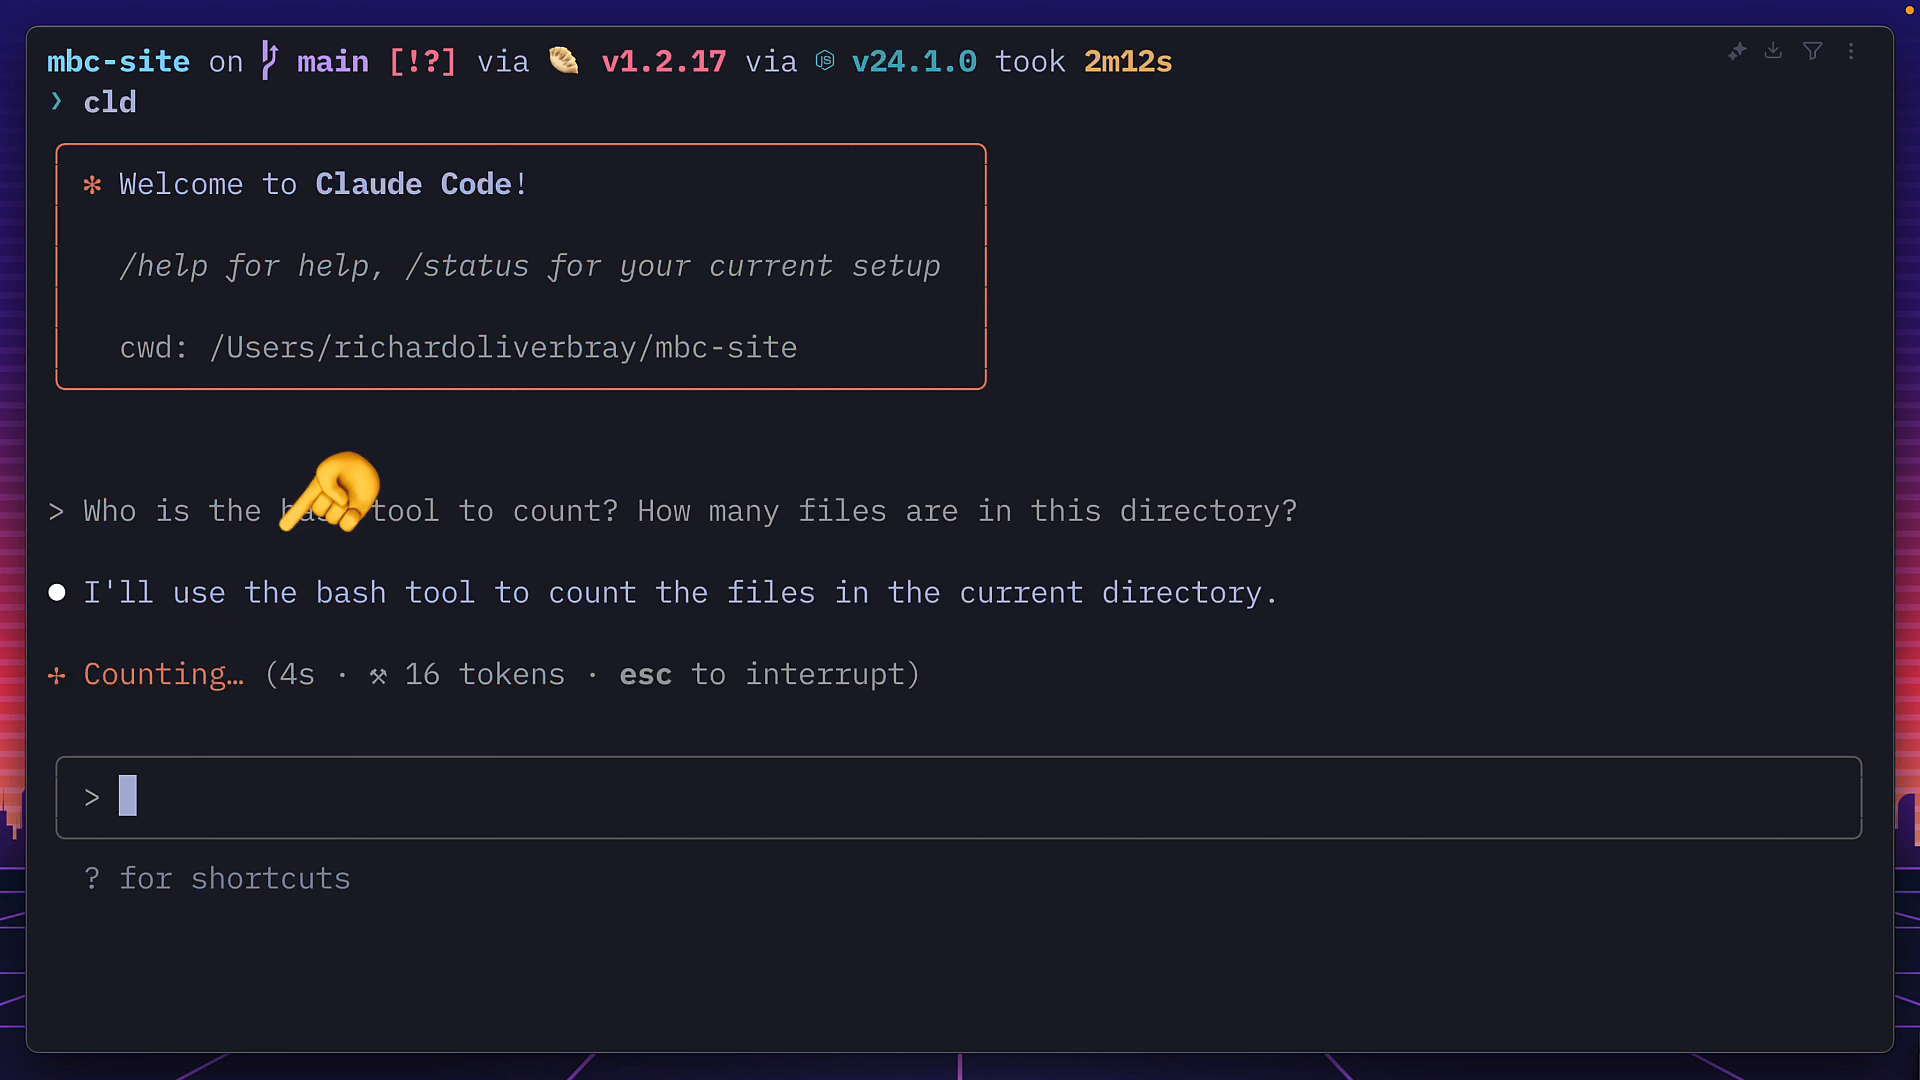 mbc-site on main [!?] via v1.2.17 via v24.1.0 took 2m12s
❯ cld
✻ Welcome to Claude Code!
/help for help, /status for your current setup
cwd: /Users/richardoliverbray/mbc-site
> Who is the tool to count? How many files are in this directory?
● I'll use the bash tool to count the files in the current directory.
✢ Counting… (4s · ⚒ 16 tokens · esc to interrupt)
>
? for shortcuts